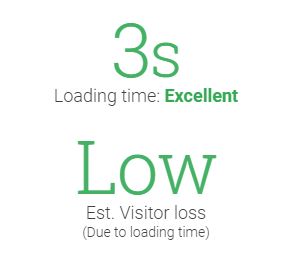 3s
Loading time: Excellent
Low
Est. Visitor loss
(Due to loading time)